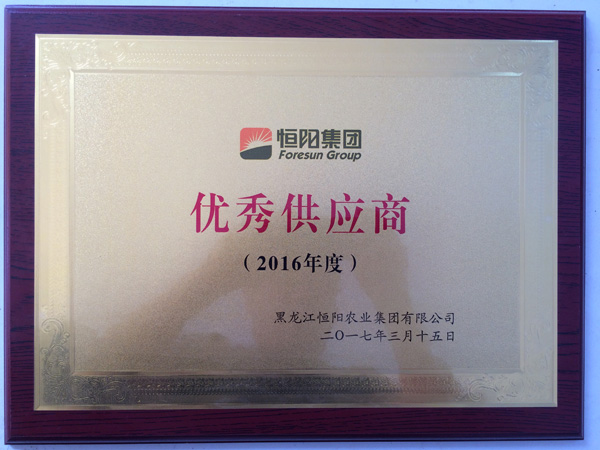 恒阳集团
Foresun Group
优秀供应商
（2016年度）
黑龙江恒阳农业集团有限公司
二〇一七年三月十五日